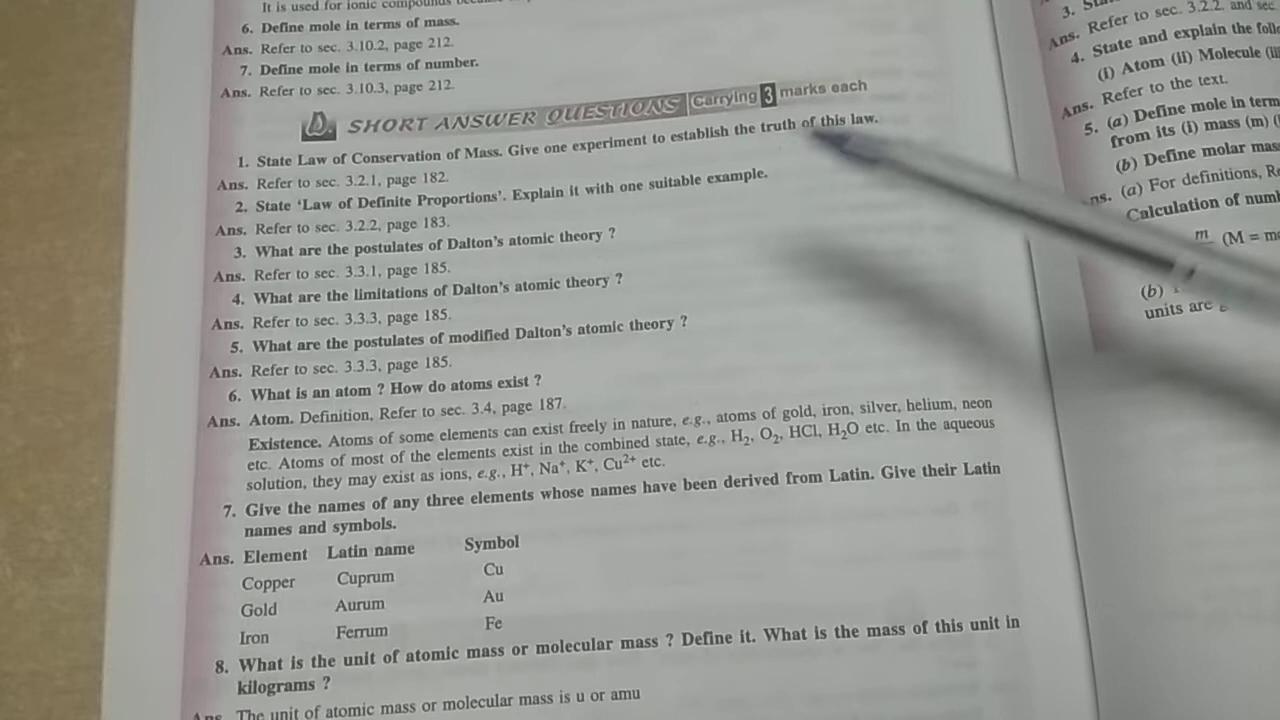 It is used for ionic compounds
6. Define mole in terms of mass.
Ans. Refer to sec. 3.10.2, page 212.
7. Define mole in terms of number.
Ans. Refer to sec. 3.10.3, page 212.
D. SHORT ANSWER QUESTIONS Carrying 3 marks each
1. State Law of Conservation of Mass. Give one experiment to establish the truth of this law.
Ans. Refer to sec. 3.2.1, page 182.
2. State ‘Law of Definite Proportions’. Explain it with one suitable example.
Ans. Refer to sec. 3.2.2, page 183.
3. What are the postulates of Dalton’s atomic theory ?
Ans. Refer to sec. 3.3.1, page 185.
4. What are the limitations of Dalton’s atomic theory ?
Ans. Refer to sec. 3.3.3, page 185.
5. What are the postulates of modified Dalton’s atomic theory ?
Ans. Refer to sec. 3.3.3, page 185.
6. What is an atom ? How do atoms exist ?
Ans. Atom. Definition, Refer to sec. 3.4, page 187.
Existence. Atoms of some elements can exist freely in nature, e.g., atoms of gold, iron, silver, helium, neon
etc. Atoms of most of the elements exist in the combined state, e.g., H₂, O₂, HCl, H₂O etc. In the aqueous
solution, they may exist as ions, e.g., H⁺, Na⁺, K⁺, Cu²⁺ etc.
7. Give the names of any three elements whose names have been derived from Latin. Give their Latin
names and symbols.
Ans. Element Latin name Symbol
Copper Cuprum Cu
Gold Aurum Au
Iron Ferrum Fe
8. What is the unit of atomic mass or molecular mass ? Define it. What is the mass of this unit in
kilograms ?
Ans. The unit of atomic mass or molecular mass is u or amu
3.
Ans. Refer to sec. 3.2.2, and sec.
4. State and explain the
(i) Atom (ii) Molecule
Ans. Refer to the text.
5. (a) Define mole in
from its (i) mass (m)
(b) Define molar
(a) For definitions,
Calculation of
m (M =
(b)
units are